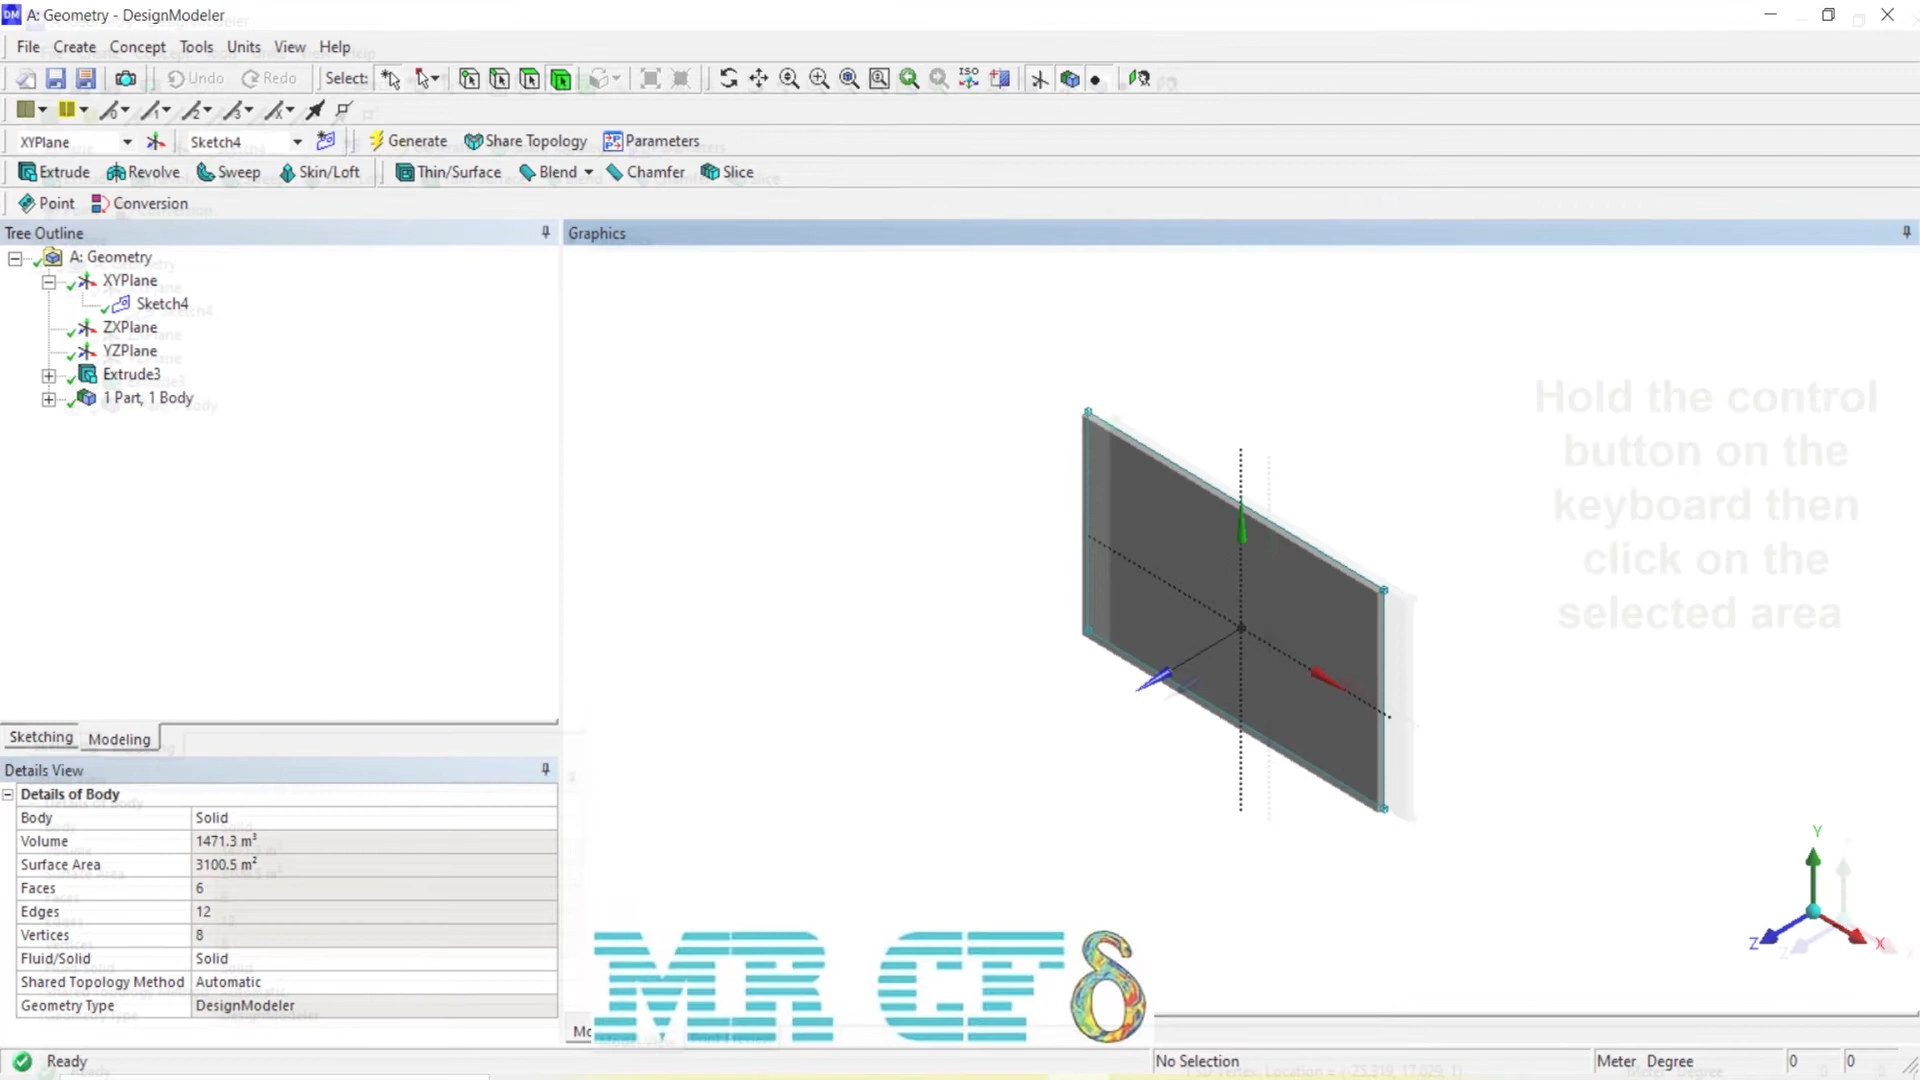 A: Geometry - DesignModeler
File Create Concept Tools Units View Help
Undo Redo Select: ISO
XYPlane Sketch4 Generate Share Topology Parameters
Extrude Revolve Sweep Skin/Loft Thin/Surface Blend Chamfer Slice
Point Conversion
Tree Outline
Graphics
A: Geometry
XYPlane
Sketch4
ZXPlane
YZPlane
Extrude3
1 Part, 1 Body
Hold the control
button on the
keyboard then
click on the
selected area
Sketching Modeling
Details View
Details of Body
Body Solid
Volume 1471.3 m³
Surface Area 3100.5 m²
Faces 6
Edges 12
Vertices 8
Fluid/Solid Solid
Shared Topology Method Automatic
Geometry Type DesignModeler
Y
Z X
MR CF
Ready
No Selection
Meter Degree 0 0